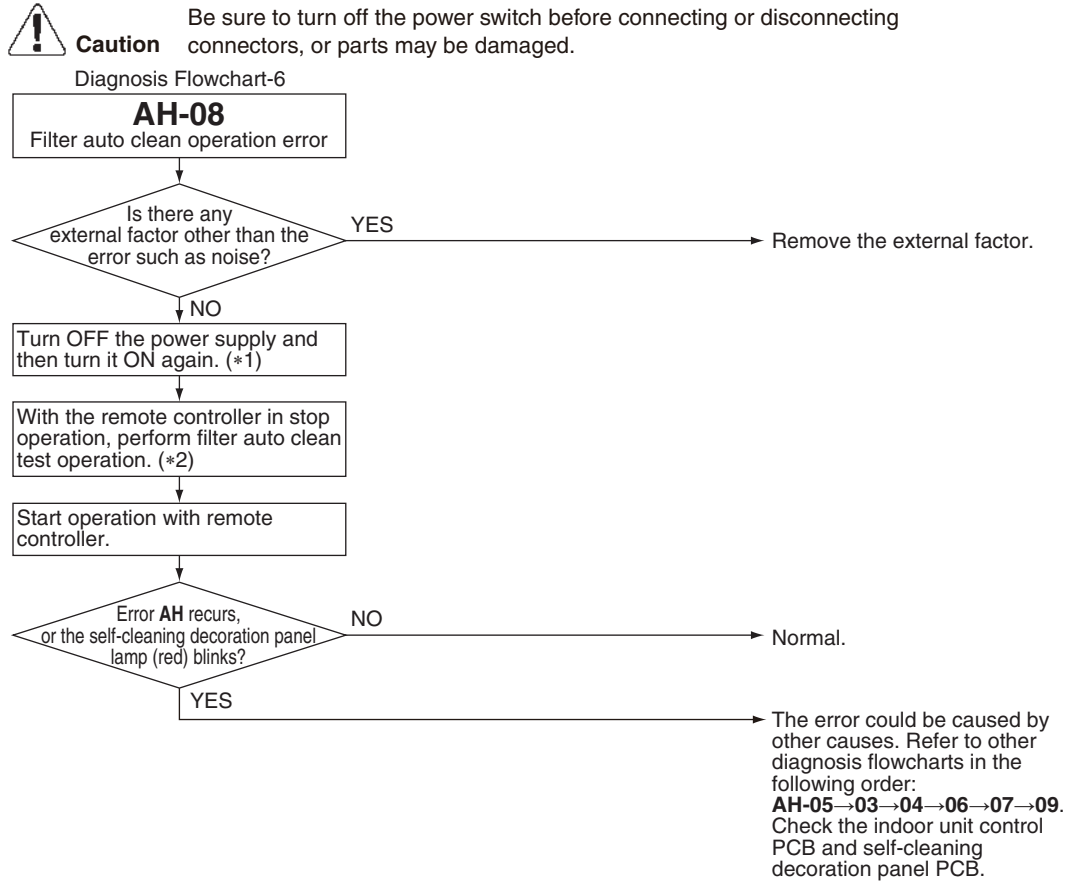 Be sure to turn off the power switch before connecting or disconnecting
Caution connectors, or parts may be damaged.
Diagnosis Flowchart-6
AH-08
Filter auto clean operation error
Is there any
external factor other than the
error such as noise?
YES
Remove the external factor.
NO
Turn OFF the power supply and
then turn it ON again. (*1)
With the remote controller in stop
operation, perform filter auto clean
test operation. (*2)
Start operation with remote
controller.
Error AH recurs,
or the self-cleaning decoration panel
lamp (red) blinks?
NO
Normal.
YES
The error could be caused by
other causes. Refer to other
diagnosis flowcharts in the
following order:
AH-05→03→04→06→07→09.
Check the indoor unit control
PCB and self-cleaning
decoration panel PCB.